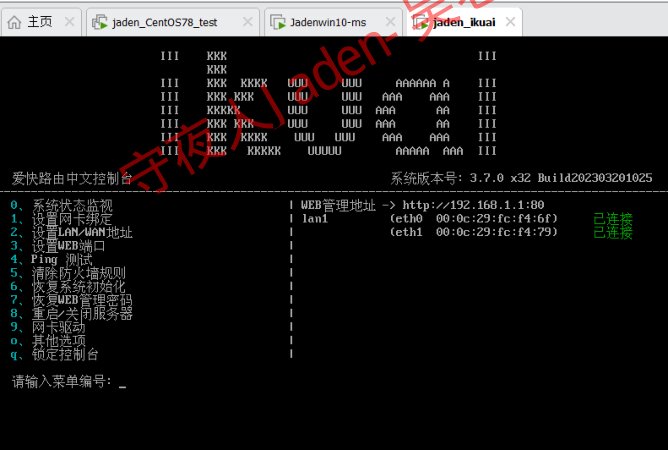 主页 jaden_CentOS78_test Jadenwin10-ms jaden_ikuai
守夜人Jaden-吴
III KKK III
KKK
III KKK KKKK UUU UUU AAAAAA A III
III KKK KKK UUU UUU AAA AAA III
III KKKKK UUU UUU AAA AA III
III KKK KKK UUU UUU AAA AA III
III KKK KKKK UUU UUU AAA AAA III
III KKK KKKKK UUUUU AAAAA AAA III
爱快路由中文控制台 系统版本号: 3.7.0 x32 Build202303201025
0、系统状态监视 | WEB管理地址 -> http://192.168.1.1:80
1、设置网卡绑定 | lan1 (eth0 00:0c:29:fc:f4:6f) 已连接
2、设置LAN/WAN地址 | (eth1 00:0c:29:fc:f4:79) 已连接
3、设置WEB端口 |
4、Ping 测试 |
5、清除防火墙规则 |
6、恢复系统初始化 |
7、恢复WEB管理密码 |
8、重启/关闭服务器 |
9、网卡驱动 |
o、其他选项 |
q、锁定控制台 |
请输入菜单编号: _